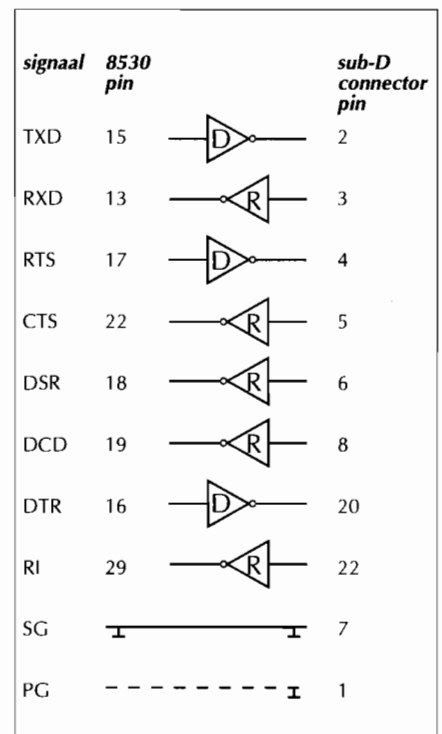 signaal 8530 sub-D
pin connector
pin
TXD 15 D 2
RXD 13 R 3
RTS 17 D 4
CTS 22 R 5
DSR 18 R 6
DCD 19 R 8
DTR 16 D 20
RI 29 R 22
SG 7
PG 1